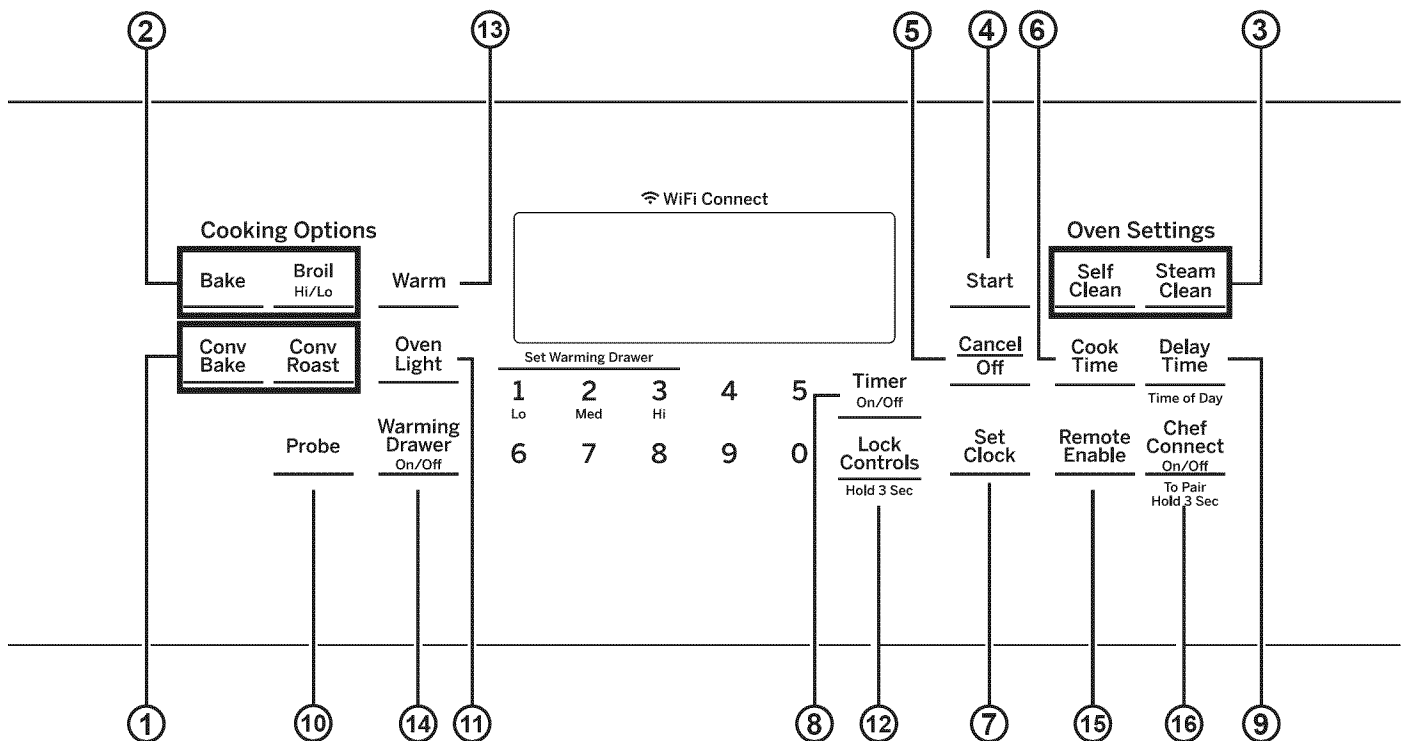 2
13
5
4
6
3
WiFi Connect
Cooking Options
Oven Settings
Bake
Broil
Hi/Lo
Warm
Start
Self
Clean
Steam
Clean
Conv
Bake
Conv
Roast
Oven
Light
Set Warming Drawer
1
Lo
2
Med
3
Hi
4
5
Timer
On/Off
Cancel
Off
Cook
Time
Delay
Time
Time of Day
Probe
Warming
Drawer
On/Off
6
7
8
9
0
Lock
Controls
Hold 3 Sec
Set
Clock
Remote
Enable
Chef
Connect
On/Off
To Pair
Hold 3 Sec
1
10
14
11
8
12
7
15
16
9